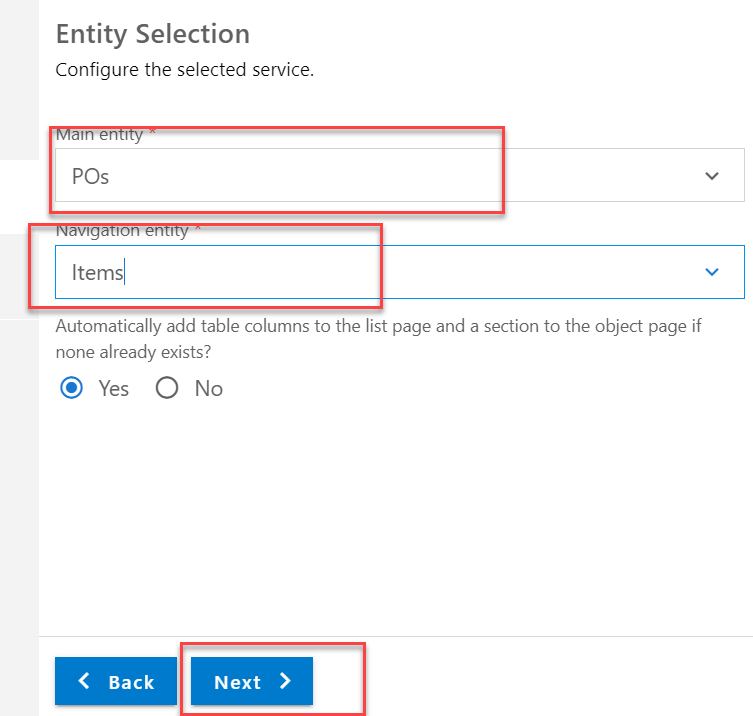 Entity Selection
Configure the selected service.
Main entity *
POs
Navigation entity *
Items
Automatically add table columns to the list page and a section to the object page if
none already exists?
Yes No
Back Next